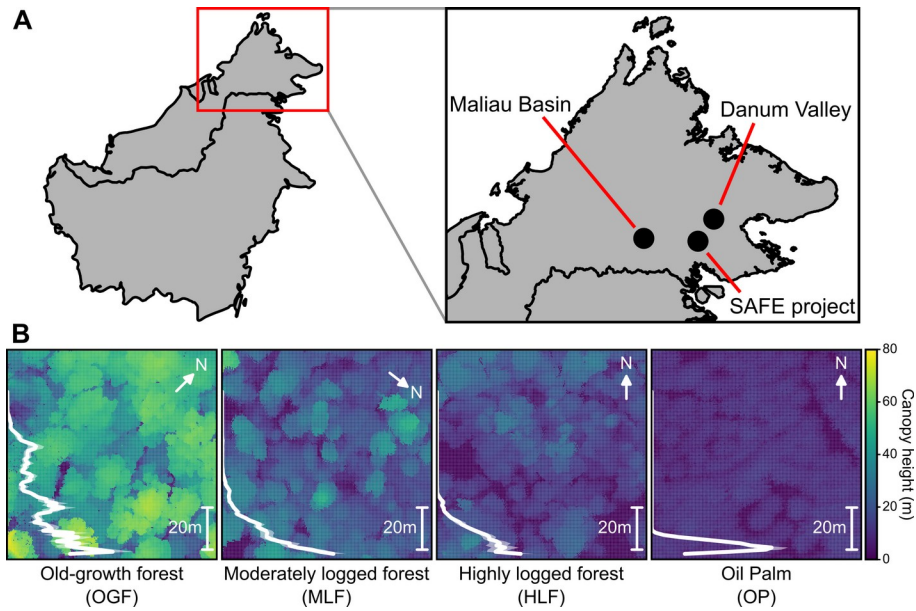 A
Maliau Basin
Danum Valley
SAFE project
B
N
N
N
N
20m
20m
20m
20m
80
60
40
20
0
Canopy height (m)
Old-growth forest
(OGF)
Moderately logged forest
(MLF)
Highly logged forest
(HLF)
Oil Palm
(OP)